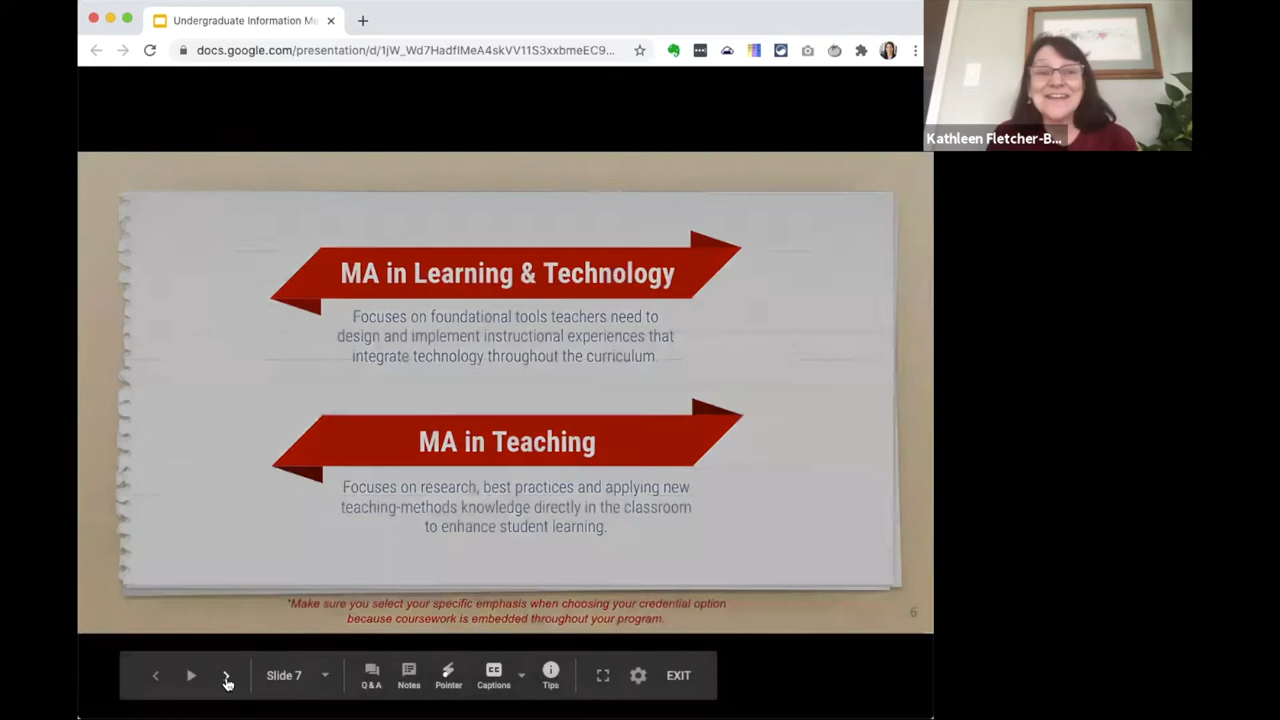 Undergraduate Information Me
docs.google.com/presentation/d/1jW_Wd7HadfIMeA4skVV11S3xxbmeEC9...
Kathleen Fletcher-B...
MA in Learning & Technology
Focuses on foundational tools teachers need to
design and implement instructional experiences that
integrate technology throughout the curriculum
MA in Teaching
Focuses on research, best practices and applying new
teaching-methods knowledge directly in the classroom
to enhance student learning.
*Make sure you select your specific emphasis when choosing your credential option
because coursework is embedded throughout your program.
6
Slide 7
Q & A
Notes
Pointer
CC
Captions
Tips
EXIT